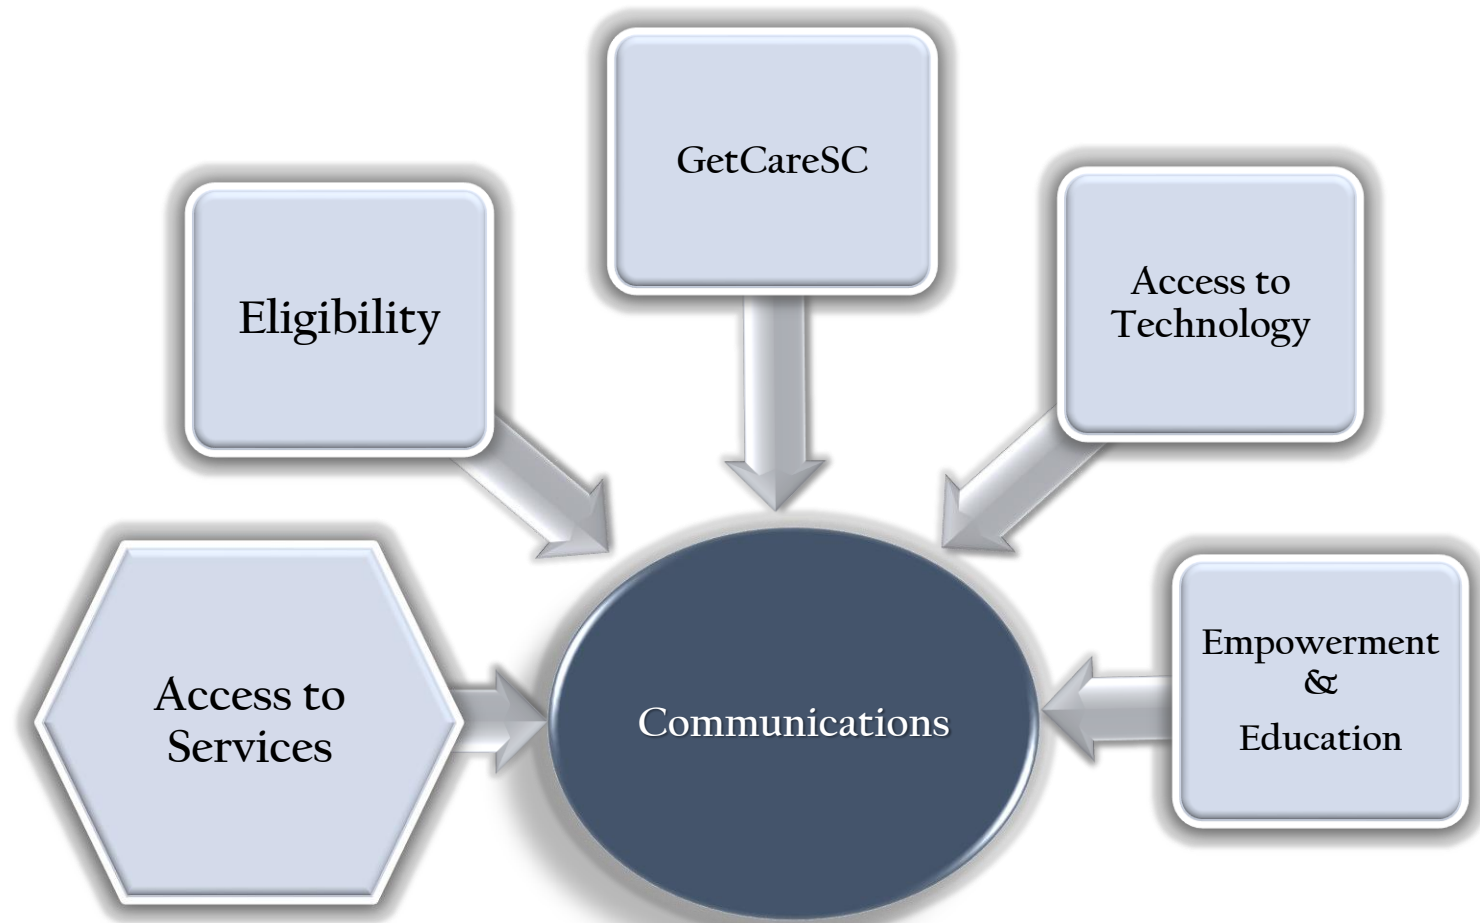 GetCareSC
Eligibility
Access to
Technology
Access to
Services
Communications
Empowerment
&
Education